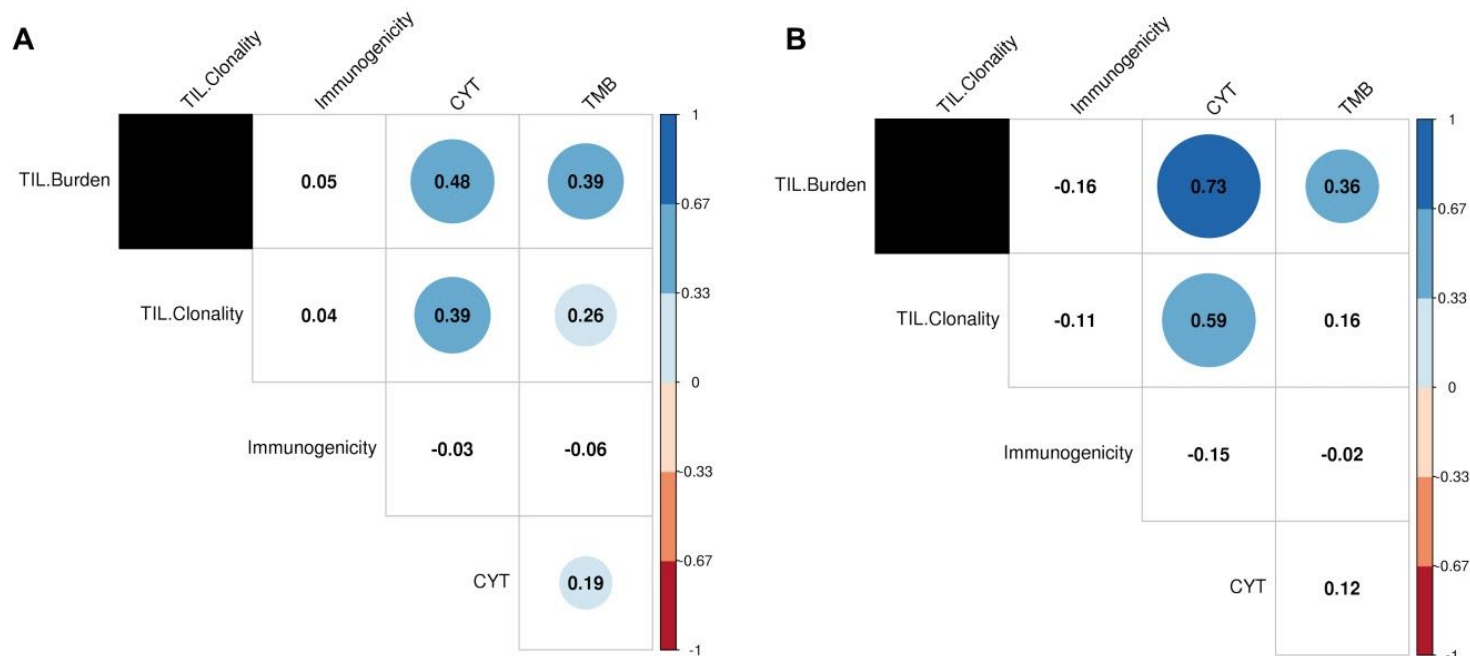 A
TIL.Clonality
Immunogenicity
CYT
TMB
TIL.Burden
0.05
0.48
0.39
TIL.Clonality
0.04
0.39
0.26
Immunogenicity
-0.03
-0.06
CYT
0.19
1
0.67
0.33
0
-0.33
-0.67
-1
B
TIL.Clonality
Immunogenicity
CYT
TMB
TIL.Burden
-0.16
0.73
0.36
TIL.Clonality
-0.11
0.59
0.16
Immunogenicity
-0.15
-0.02
CYT
0.12
1
0.67
0.33
0
-0.33
-0.67
-1